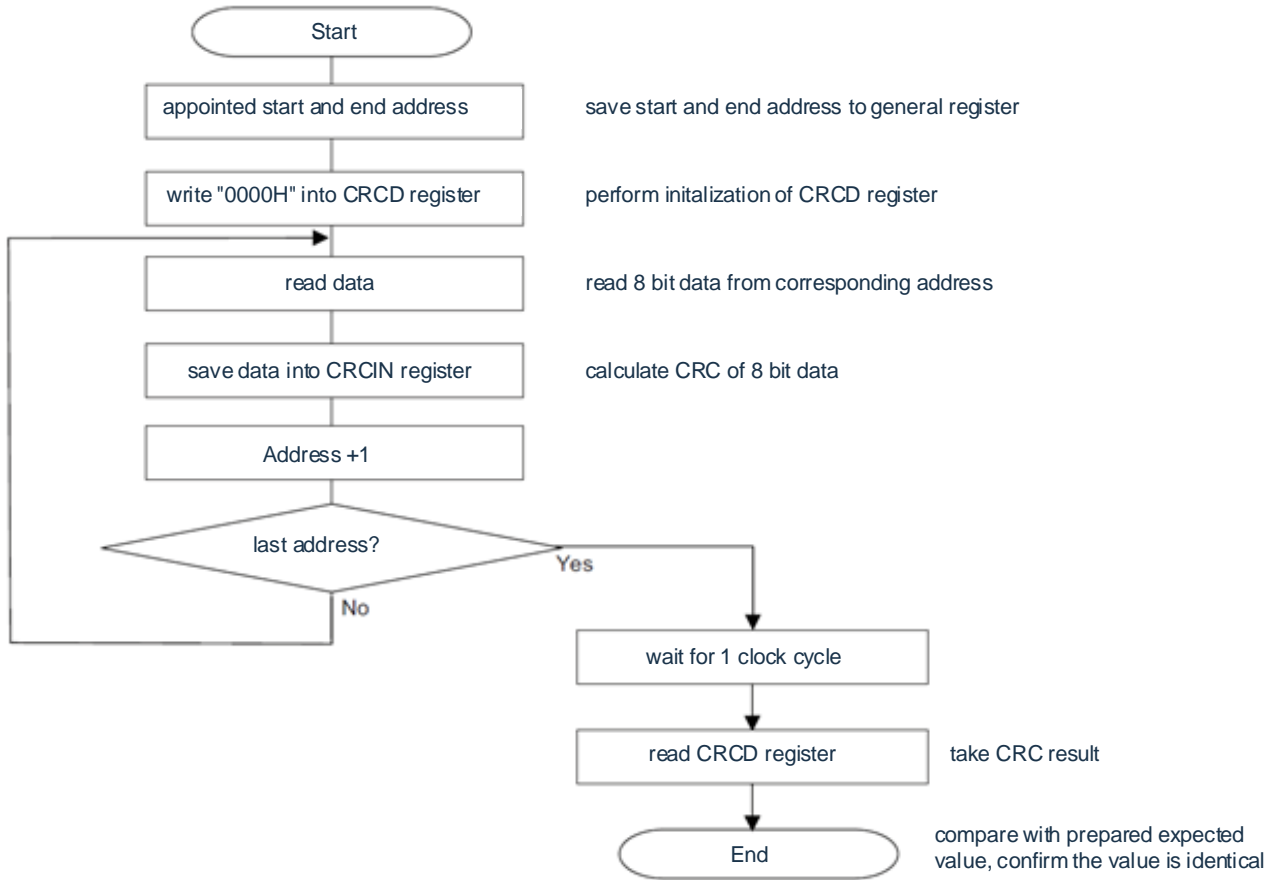 Start
appointed start and end address
save start and end address to general register
write "0000H" into CRCD register
perform initalization of CRCD register
read data
read 8 bit data from corresponding address
save data into CRCIN register
calculate CRC of 8 bit data
Address +1
last address?
Yes
No
wait for 1 clock cycle
read CRCD register
take CRC result
End
compare with prepared expected
value, confirm the value is identical